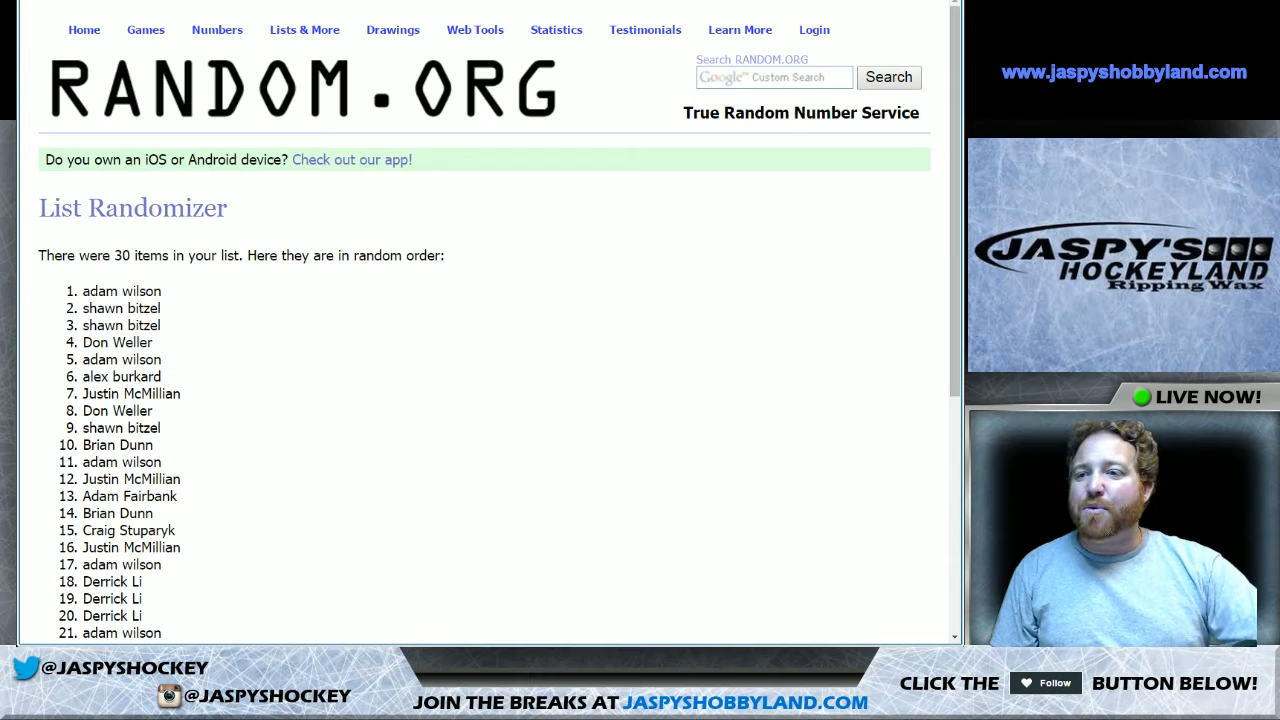 Home Games Numbers Lists & More Drawings Web Tools Statistics Testimonials Learn More Login
RANDOM.ORG
Search RANDOM.ORG
Google™ Custom Search Search
True Random Number Service
Do you own an iOS or Android device? Check out our app!
List Randomizer
There were 30 items in your list. Here they are in random order:
1. adam wilson
2. shawn bitzel
3. shawn bitzel
4. Don Weller
5. adam wilson
6. alex burkard
7. Justin McMillian
8. Don Weller
9. shawn bitzel
10. Brian Dunn
11. adam wilson
12. Justin McMillian
13. Adam Fairbank
14. Brian Dunn
15. Craig Stuparyk
16. Justin McMillian
17. adam wilson
18. Derrick Li
19. Derrick Li
20. Derrick Li
21. adam wilson
www.jaspyshobbyland.com
JASPY'S
HOCKEYLAND
Ripping Wax
LIVE NOW!
@JASPYSHOCKEY
@JASPYSHOCKEY
JOIN THE BREAKS AT JASPYSHOBBYLAND.COM
CLICK THE Follow BUTTON BELOW!